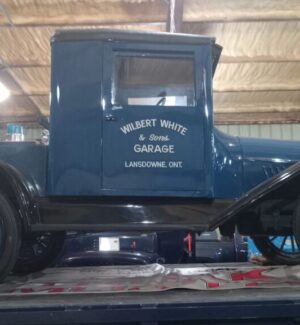 WILBERT WHITE
& Sons
GARAGE
LANSDOWNE, ONT.